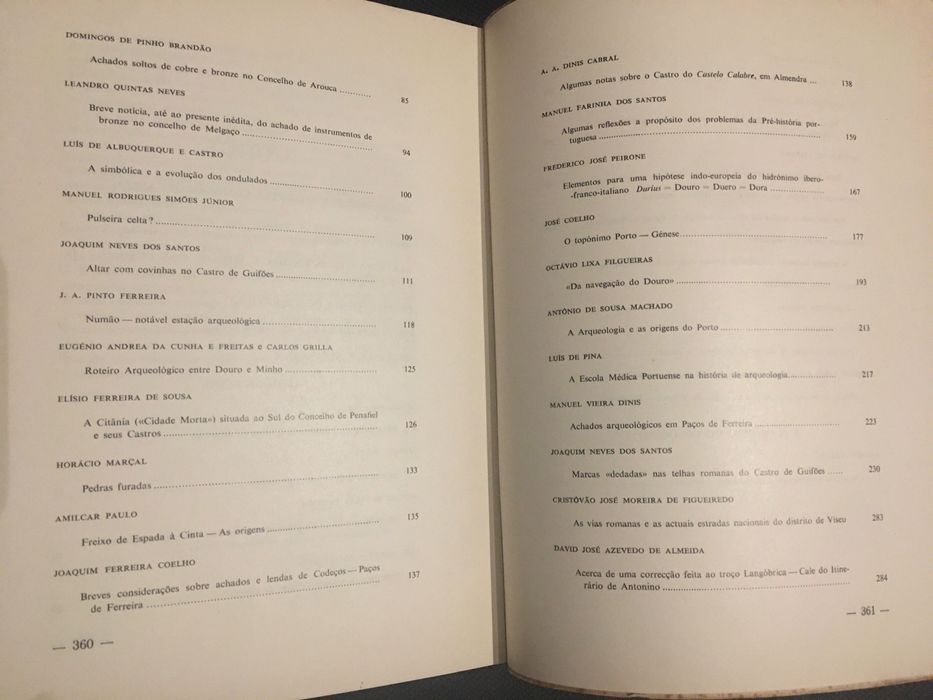 DOMINGOS DE PINHO BRANDÃO
Achados soltos de cobre e bronze no Concelho de Arouca ............ 85
LEANDRO QUINTAS NEVES
Breve notícia, até ao presente inédita, do achado de instrumentos de
bronze no concelho de Melgaço ............ 94
LUÍS DE ALBUQUERQUE E CASTRO
A simbólica e a evolução dos ondulados ............ 100
MANUEL RODRIGUES SIMÕES JÚNIOR
Pulseira celta? ............ 109
JOAQUIM NEVES DOS SANTOS
Altar com covinhas no Castro de Guifões ............ 111
J. A. PINTO FERREIRA
Numão — notável estação arqueológica ............ 118
EUGÉNIO ANDREA DA CUNHA E FREITAS e CARLOS GRILLA
Roteiro Arqueológico entre Douro e Minho ............ 125
ELÍSIO FERREIRA DE SOUSA
A Citânia («Cidade Morta») situada ao Sul do Concelho de Penafiel
e seus Castros ............ 126
HORÁCIO MARÇAL
Pedras furadas ............ 133
AMILCAR PAULO
Freixo de Espada à Cinta — As origens ............ 135
JOAQUIM FERREIRA COELHO
Breves considerações sobre achados e lendas de Codeços — Paços
de Ferreira ............ 137
— 360 —
A. A. DINIS CABRAL
Algumas notas sobre o Castro do Castelo Calabre, em Almendra ... 138
MANUEL FARINHA DOS SANTOS
Algumas reflexões a propósito dos problemas da Pré-história por-
tuguesa ............ 159
FREDERICO JOSÉ PEIRONE
Elementos para uma hipótese indo-europeia do hidrónimo ibero-
-franco-italiano Durius = Douro = Duero = Dora ............ 167
JOSÉ COELHO
O topónimo Porto — Génese ............ 177
OCTÁVIO LIXA FILGUEIRAS
«Da navegação do Douro» ............ 193
ANTÓNIO DE SOUSA MACHADO
A Arqueologia e as origens do Porto ............ 213
LUÍS DE PINA
A Escola Médica Portuense na história de arqueologia ............ 217
MANUEL VIEIRA DINIS
Achados arqueológicos em Paços de Ferreira ............ 223
JOAQUIM NEVES DOS SANTOS
Marcas «dedadas» nas telhas romanas do Castro de Guifões ...... 230
CRISTÓVÃO JOSÉ MOREIRA DE FIGUEIREDO
As vias romanas e as actuais estradas nacionais do distrito de Viseu 283
DAVID JOSÉ AZEVEDO DE ALMEIDA
Acerca de uma correcção feita ao troço Langóbrica — Cale do Itine-
rário de Antonino ............ 284
— 361 —